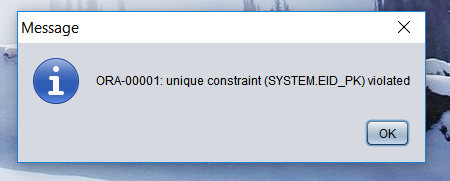 Message
ORA-00001: unique constraint (SYSTEM.EID_PK) violated
OK